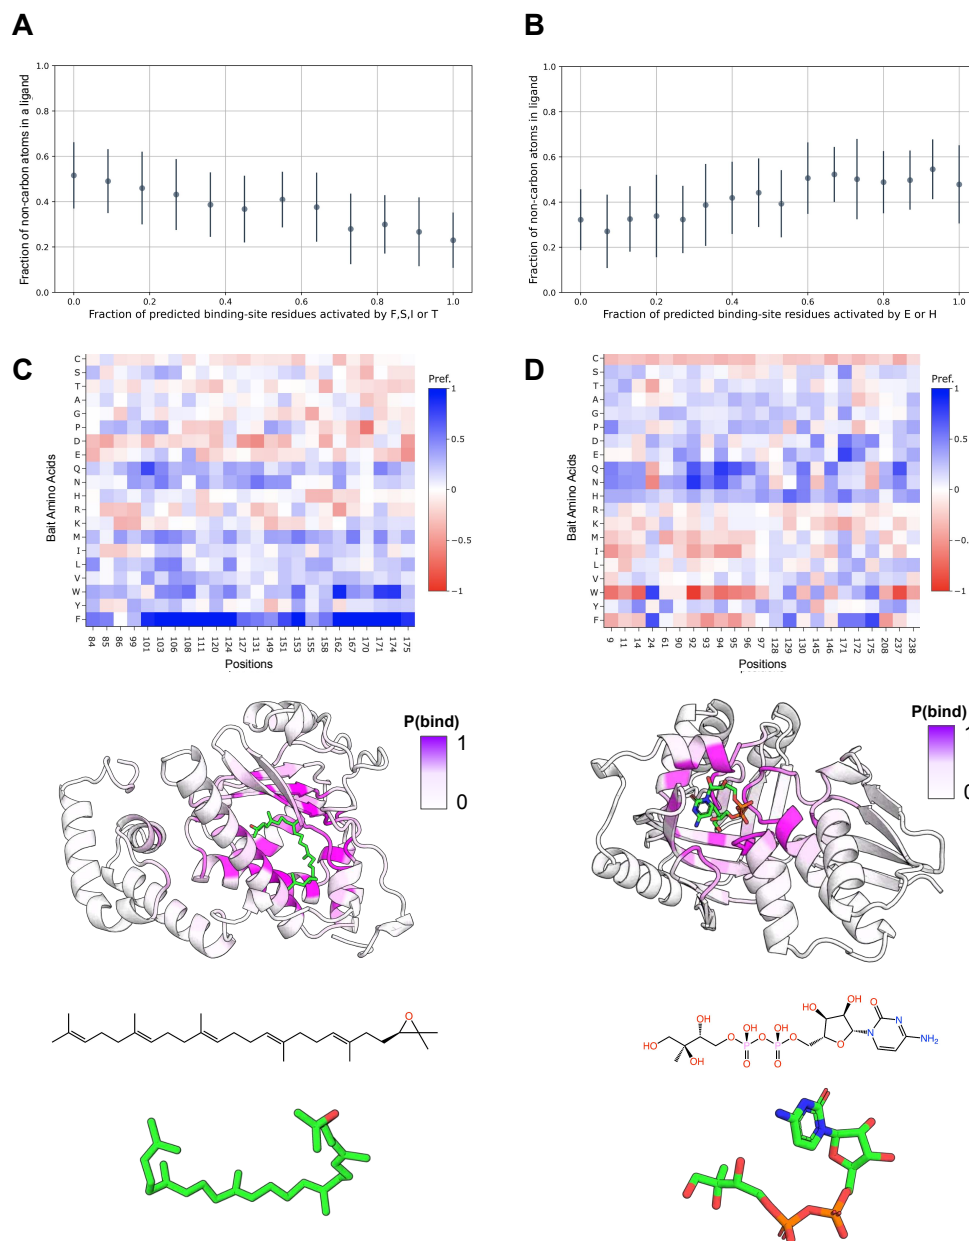 A
B
Fraction of non-carbon atoms in a ligand
1.0
0.8
0.6
0.4
0.2
0.0
0.0 0.2 0.4 0.6 0.8 1.0
Fraction of predicted binding-site residues activated by F,S,I or T
Fraction of non-carbon atoms in ligand
1.0
0.8
0.6
0.4
0.2
0.0
0.0 0.2 0.4 0.6 0.8 1.0
Fraction of predicted binding-site residues activated by E or H
C
D
Bait Amino Acids
C
S
T
A
G
P
D
E
Q
N
H
R
K
M
I
L
V
W
Y
F
84 85 86 99 101 103 106 108 111 120 124 127 131 149 151 153 155 158 162 167 170 171 174 175
Positions
Pref.
1
0.5
0
−0.5
−1
Bait Amino Acids
C
S
T
A
G
P
D
E
Q
N
H
R
K
M
I
L
V
W
Y
F
9 11 14 24 61 90 92 93 94 95 96 97 128 129 130 145 146 171 172 175 208 237 238
Positions
Pref.
1
0.5
0
−0.5
−1
P(bind)
1
0
P(bind)
0
O
HO OH
O
N
NH₂
N
O
OH OH
OH
O P O P O
HO
OH
O O